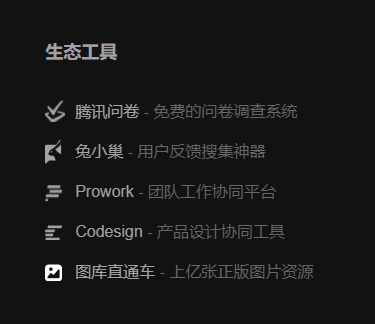 生态工具
腾讯问卷 - 免费的问卷调查系统
兔小巢 - 用户反馈搜集神器
Prowork - 团队工作协同平台
Codesign - 产品设计协同工具
图库直通车 - 上亿张正版图片资源